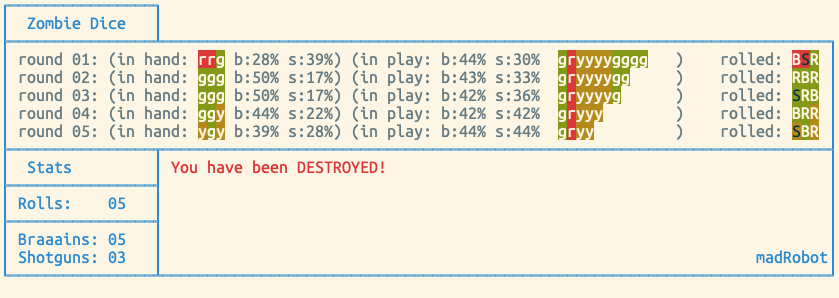 Zombie Dice
round 01: (in hand: rrg b:28% s:39%) (in play: b:44% s:30% gryyyygggg ) rolled: BSR
round 02: (in hand: ggg b:50% s:17%) (in play: b:43% s:33% gryyyygg ) rolled: RBR
round 03: (in hand: ggg b:50% s:17%) (in play: b:42% s:36% gryyyyg ) rolled: SRB
round 04: (in hand: ggy b:44% s:22%) (in play: b:42% s:42% gryyy ) rolled: BRR
round 05: (in hand: ygy b:39% s:28%) (in play: b:44% s:44% gryy ) rolled: SBR
Stats
You have been DESTROYED!
Rolls: 05
Braaains: 05
Shotguns: 03
madRobot